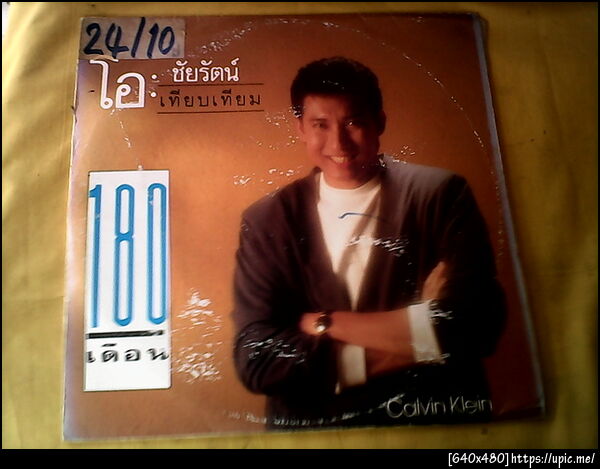 24/10
โอ: ชัยรัตน์
เทียบเทียม
180
เดือน
Calvin Klein
[640x480]https://upic.me/